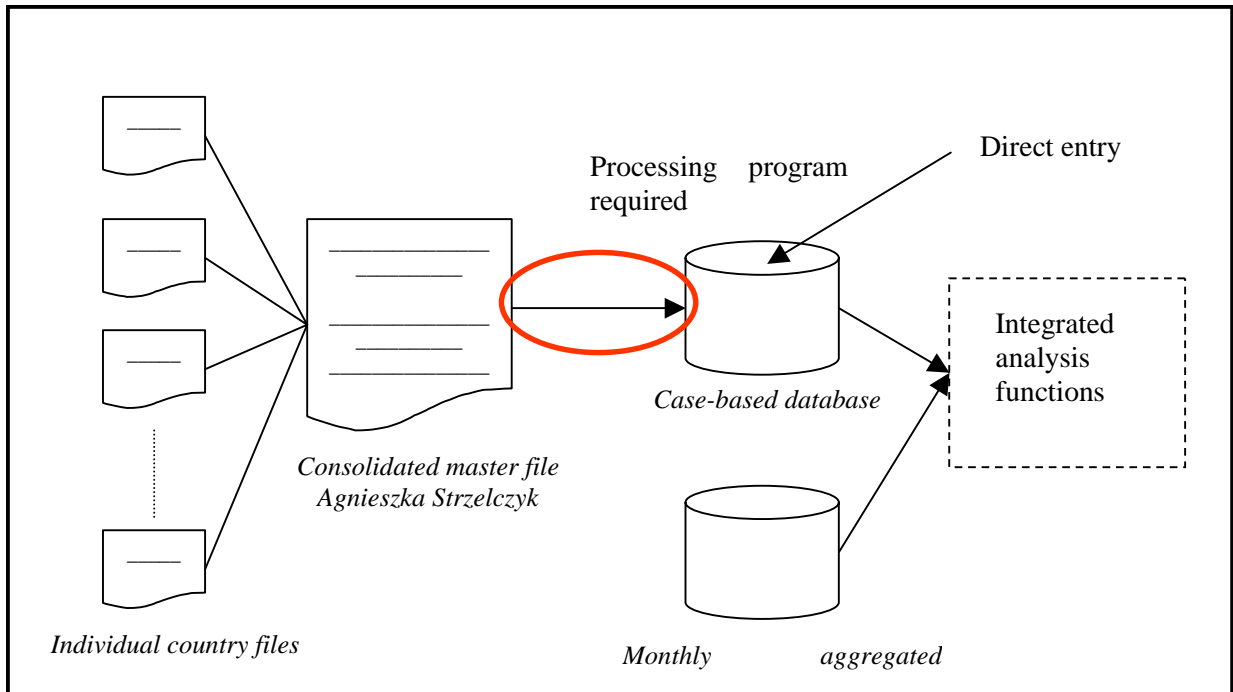 Direct entry
Processing program
required
Integrated
analysis
functions
Case-based database
Consolidated master file
Agnieszka Strzelczyk
Individual country files
Monthly aggregated